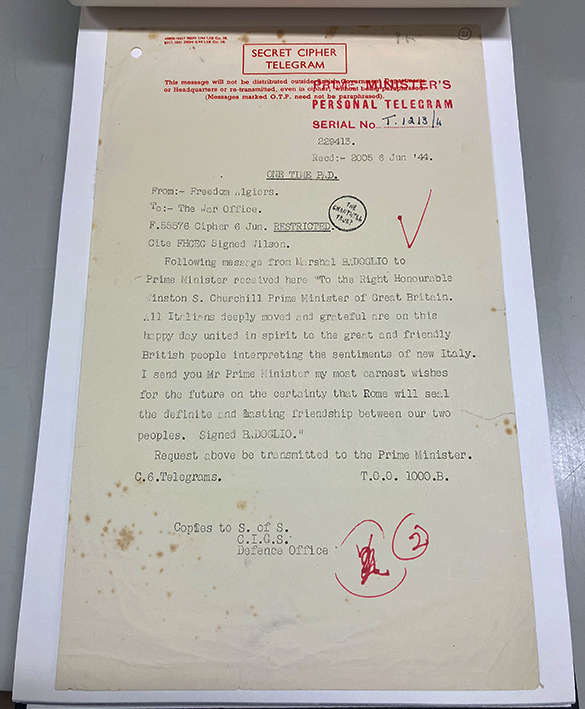 SECRET CIPHER
TELEGRAM
This message will not be distributed outside British Government Departments
or Headquarters or re-transmitted, even in cipher, without being paraphrased.
(Messages marked O.T.P. need not be paraphrased).
PRIME MINISTER'S
PERSONAL TELEGRAM
SERIAL No T.1213/4
229413.
Recd:- 2005 6 Jun '44.
ONE TIME PAD.
From:- Freedom Algiers.
To:- The War Office.
THE
CHARTWELL
TRUST
F.55576 Cipher 6 Jun. RESTRICTED.
Cite FHCEC Signed Wilson.
Following message from Marshal BADOGLIO to
Prime Minister received here "To the Right Honourable
Winston S. Churchill Prime Minister of Great Britain.
All Italians deeply moved and grateful are on this
happy day united in spirit to the great and friendly
British people interpreting the sentiments of new Italy.
I send you Mr Prime Minister my most earnest wishes
for the future on the certainty that Rome will seal
the definite and lasting friendship between our two
peoples. Signed BADOGLIO."
Request above be transmitted to the Prime Minister.
C.6.Telegrams. T.O.O. 1000.B.
Copies to S. of S.
C.I.G.S.
Defence Office
2